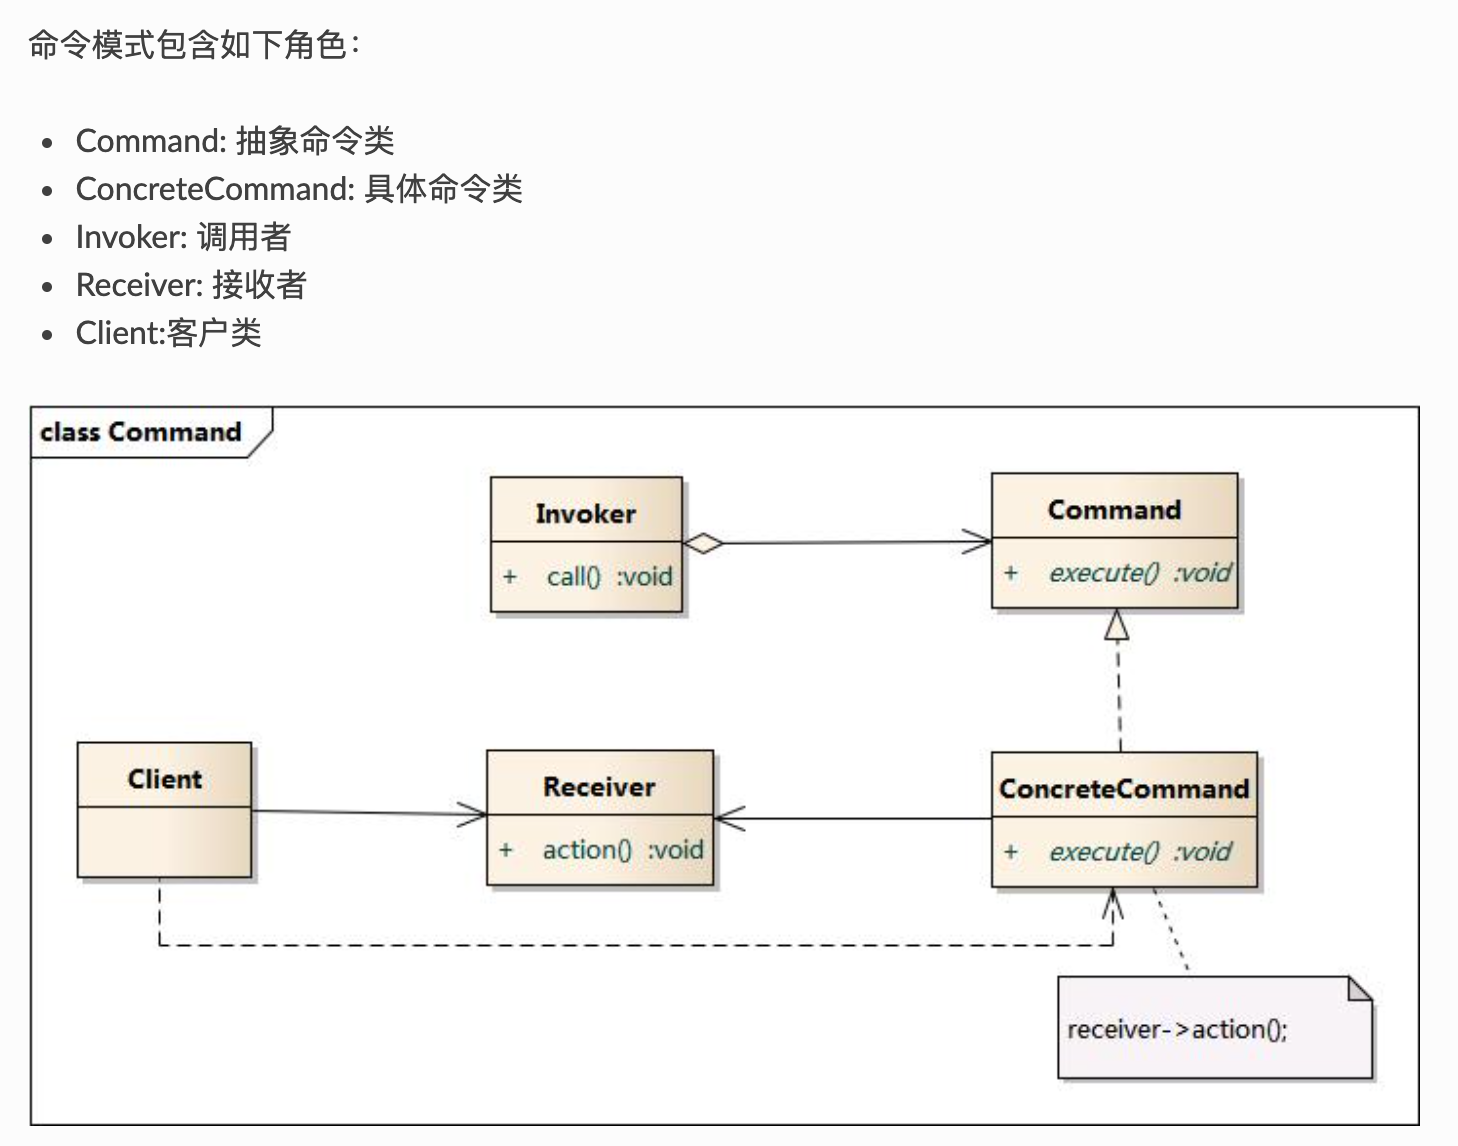 命令模式包含如下角色：
• Command: 抽象命令类
• ConcreteCommand: 具体命令类
• Invoker: 调用者
• Receiver: 接收者
• Client:客户类
class Command
Invoker
+ call() :void
Command
+ execute() :void
Client
Receiver
+ action() :void
ConcreteCommand
+ execute() :void
receiver->action();